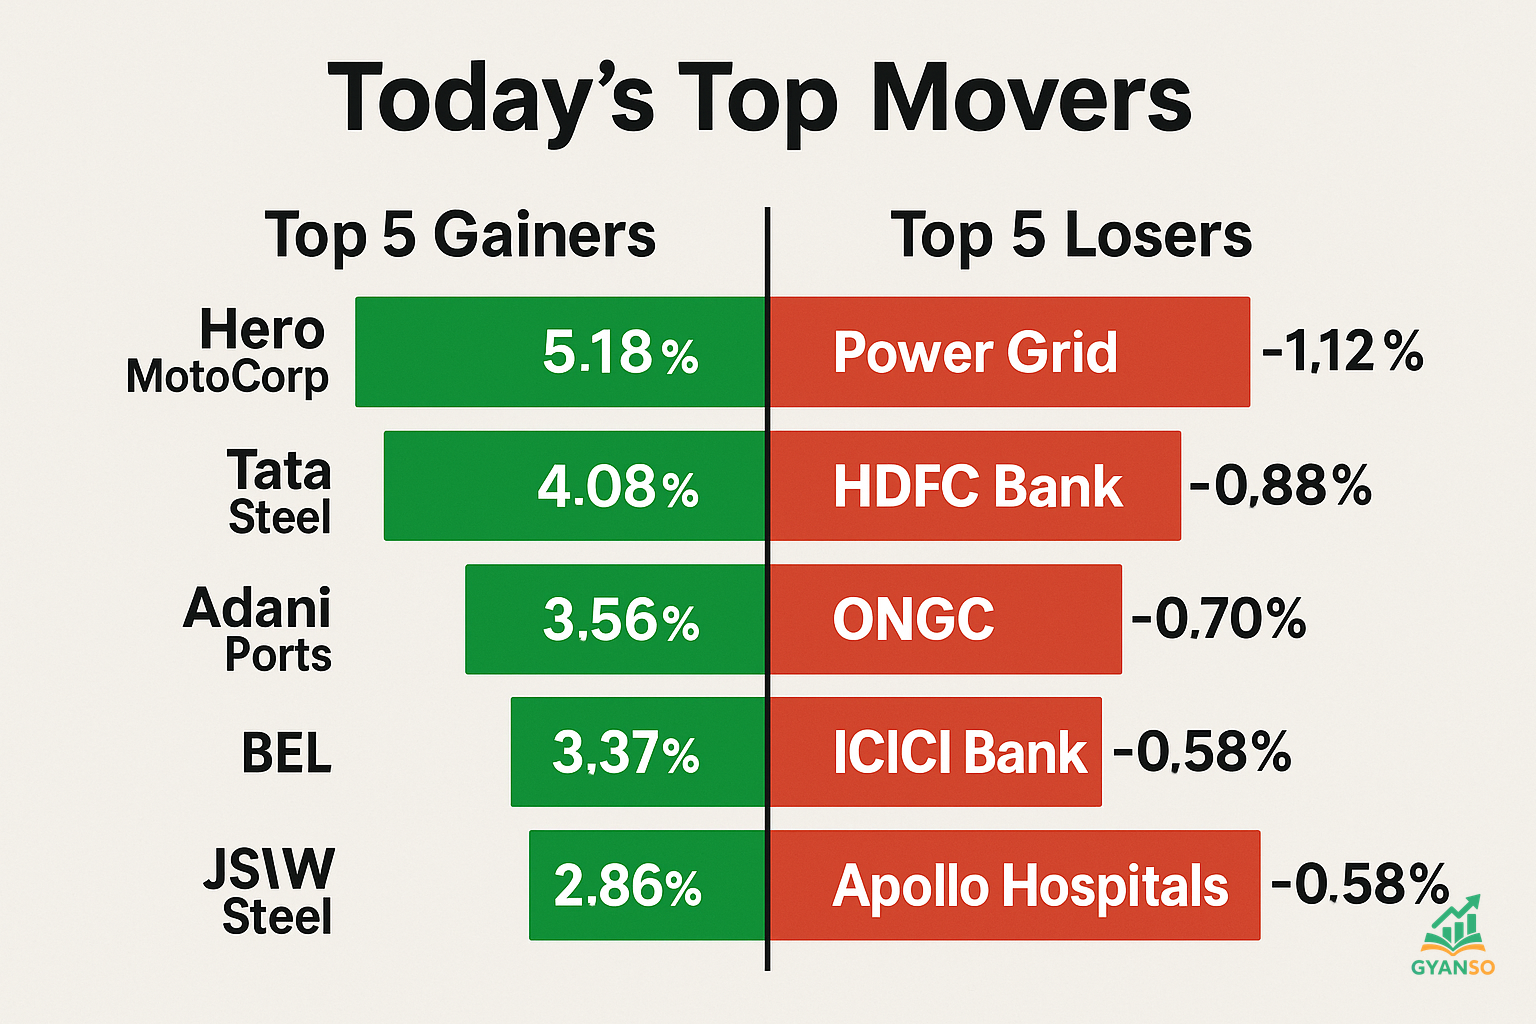 Today's Top Movers
Top 5 Gainers
Top 5 Losers
Hero
MotoCorp
5.18%
Power Grid
-1,12%
Tata
Steel
4.08%
HDFC Bank
-0,88%
Adani
Ports
3.56%
ONGC
-0,70%
BEL
3,37%
ICICI Bank
-0,58%
JS\W
Steel
2.86%
Apollo Hospitals
-0.58%
GYANSO